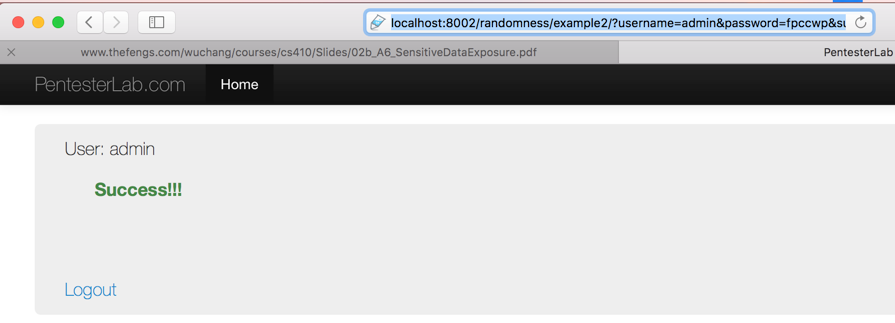 localhost:8002/randomness/example2/?username=admin&password=fpccwp&su
www.thefengs.com/wuchang/courses/cs410/Slides/02b_A6_SensitiveDataExposure.pdf
PentesterLab
PentesterLab.com
Home
User: admin
Success!!!
Logout